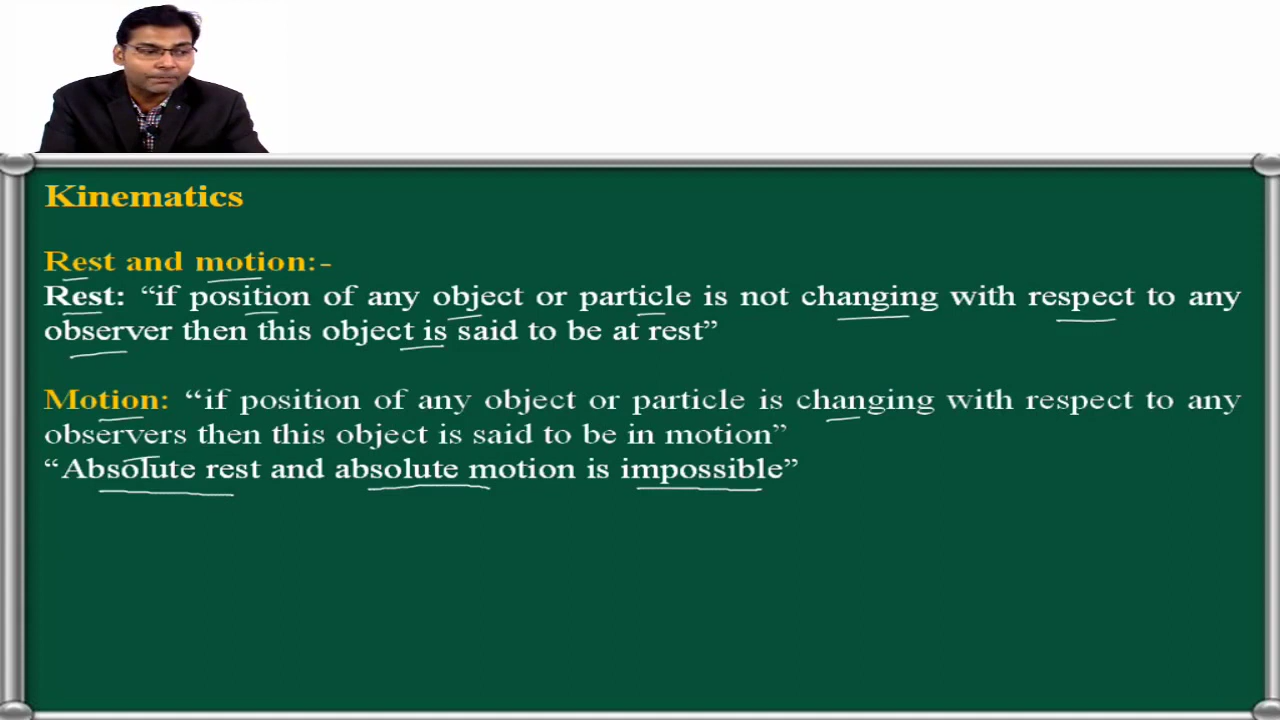 Kinematics
Rest and motion:-
Rest: “if position of any object or particle is not changing with respect to any
observer then this object is said to be at rest”
Motion: “if position of any object or particle is changing with respect to any
observers then this object is said to be in motion”
“Absolute rest and absolute motion is impossible”